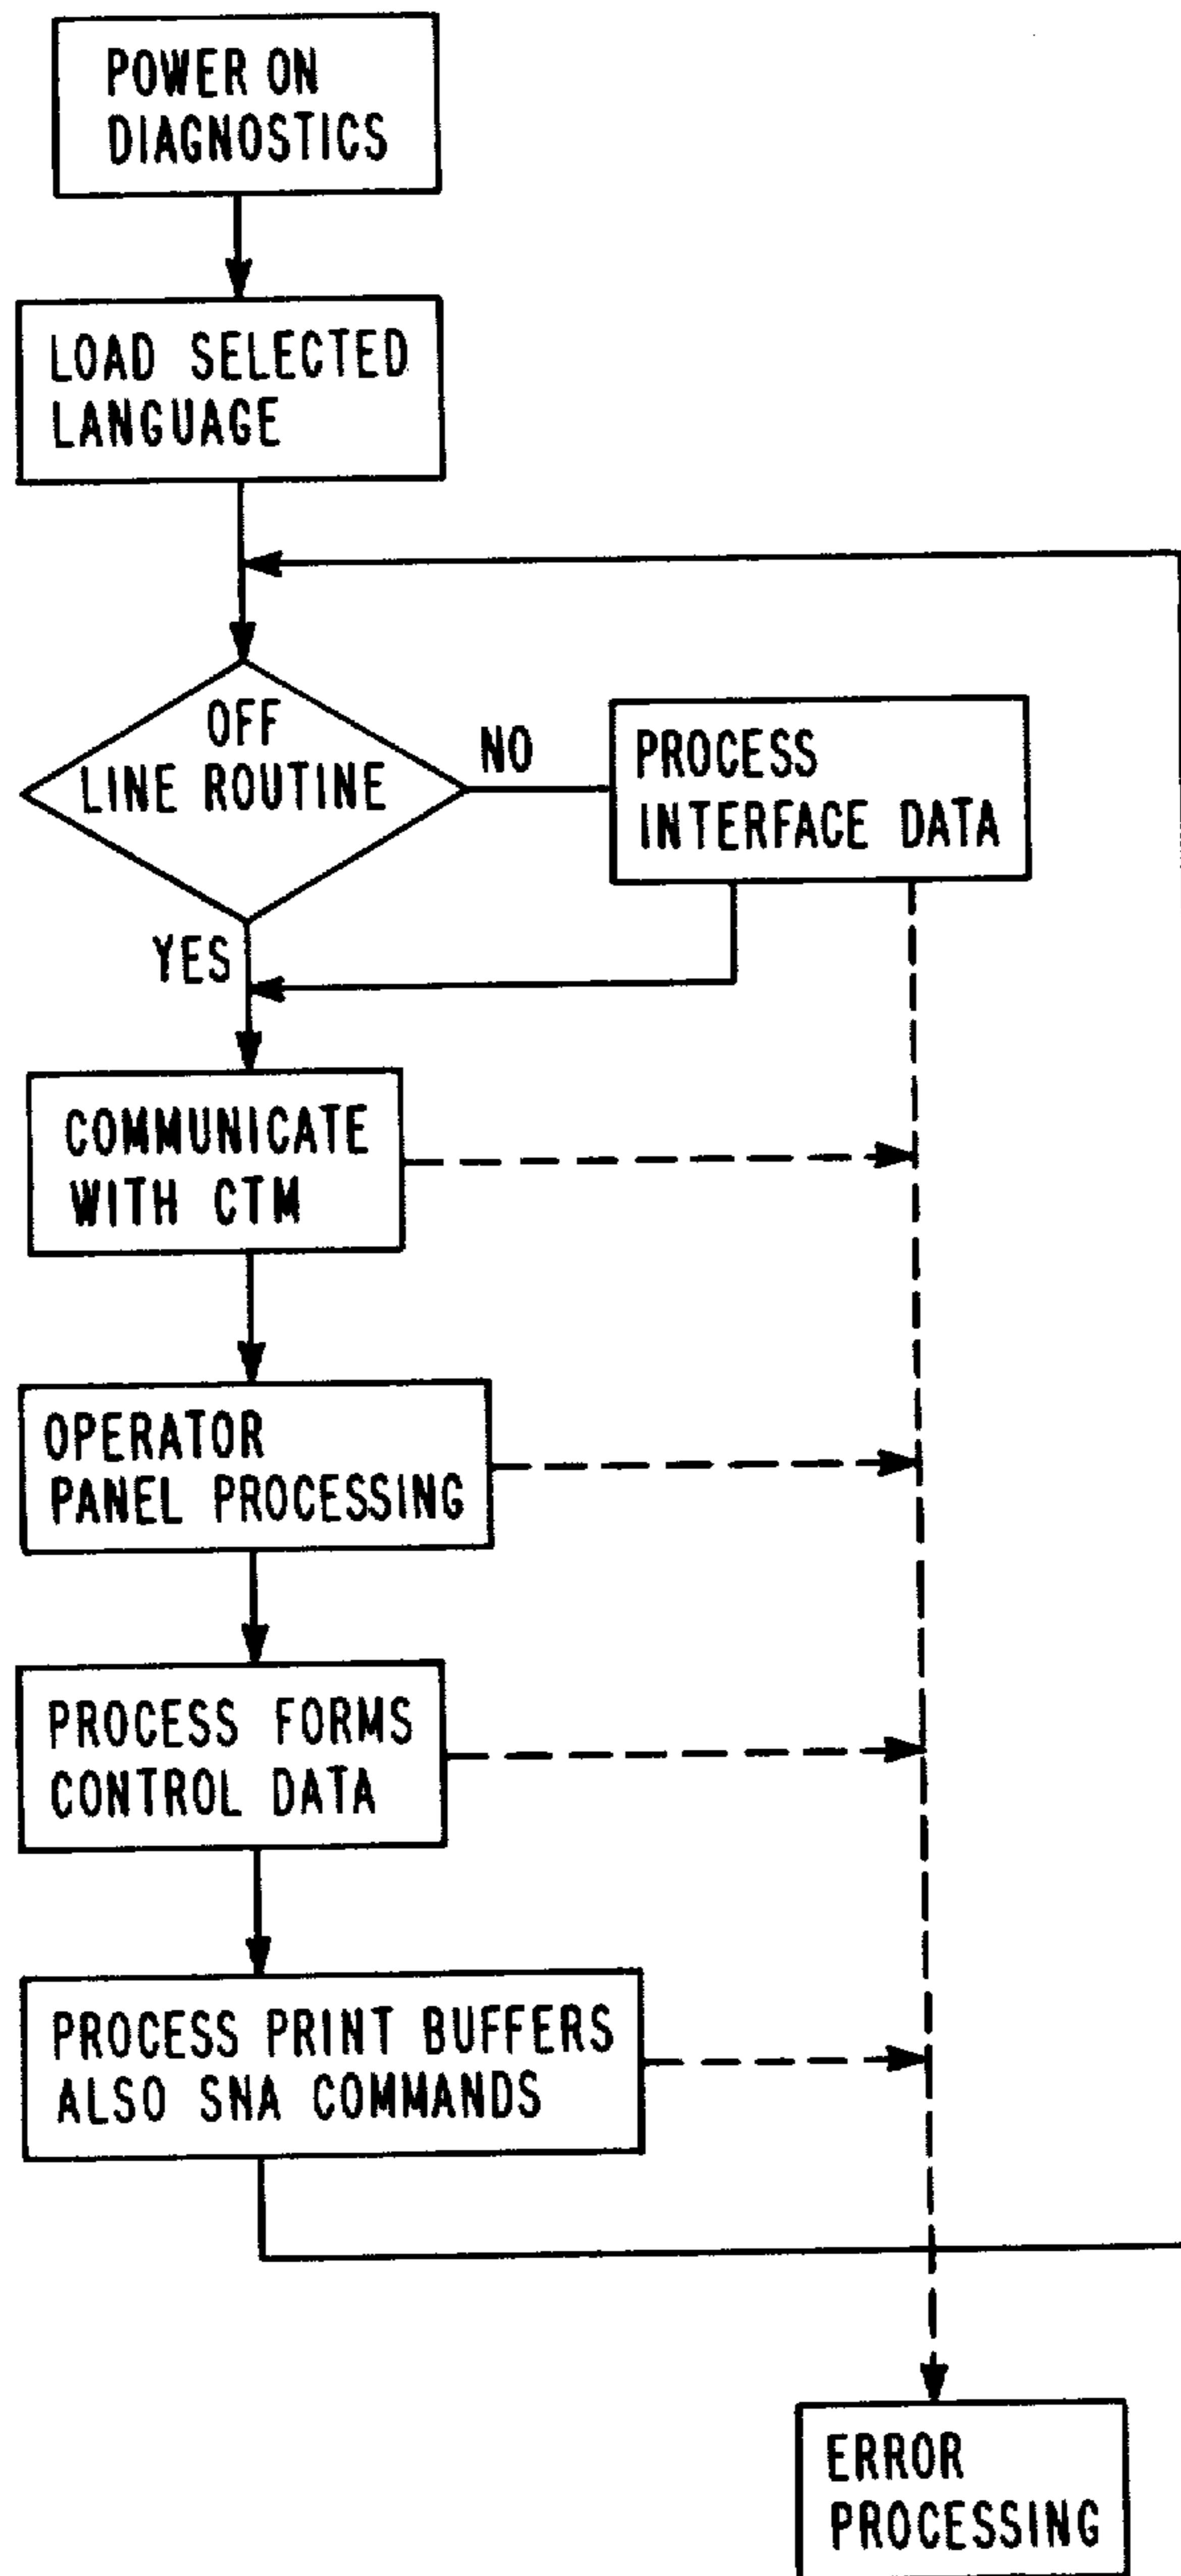 POWER ON
DIAGNOSTICS
LOAD SELECTED
LANGUAGE
OFF
LINE ROUTINE
NO
PROCESS
INTERFACE DATA
YES
COMMUNICATE
WITH CTM
OPERATOR
PANEL PROCESSING
PROCESS FORMS
CONTROL DATA
PROCESS PRINT BUFFERS
ALSO SNA COMMANDS
ERROR
PROCESSING